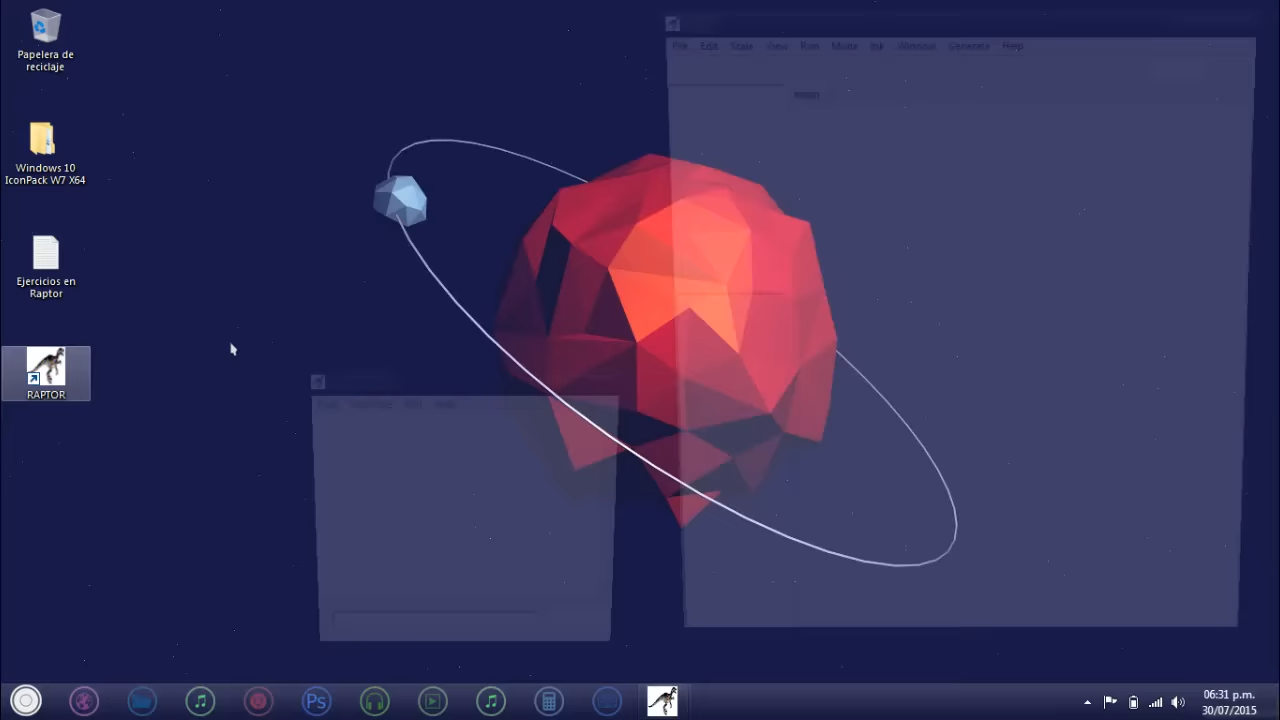 Papelera de
reciclaje
Windows 10
IconPack W7 X64
Ejercicios en
Raptor
RAPTOR
File Edit Scale View Run Mode Ink Window Generate Help
Ps
06:31 p.m.
30/07/2015